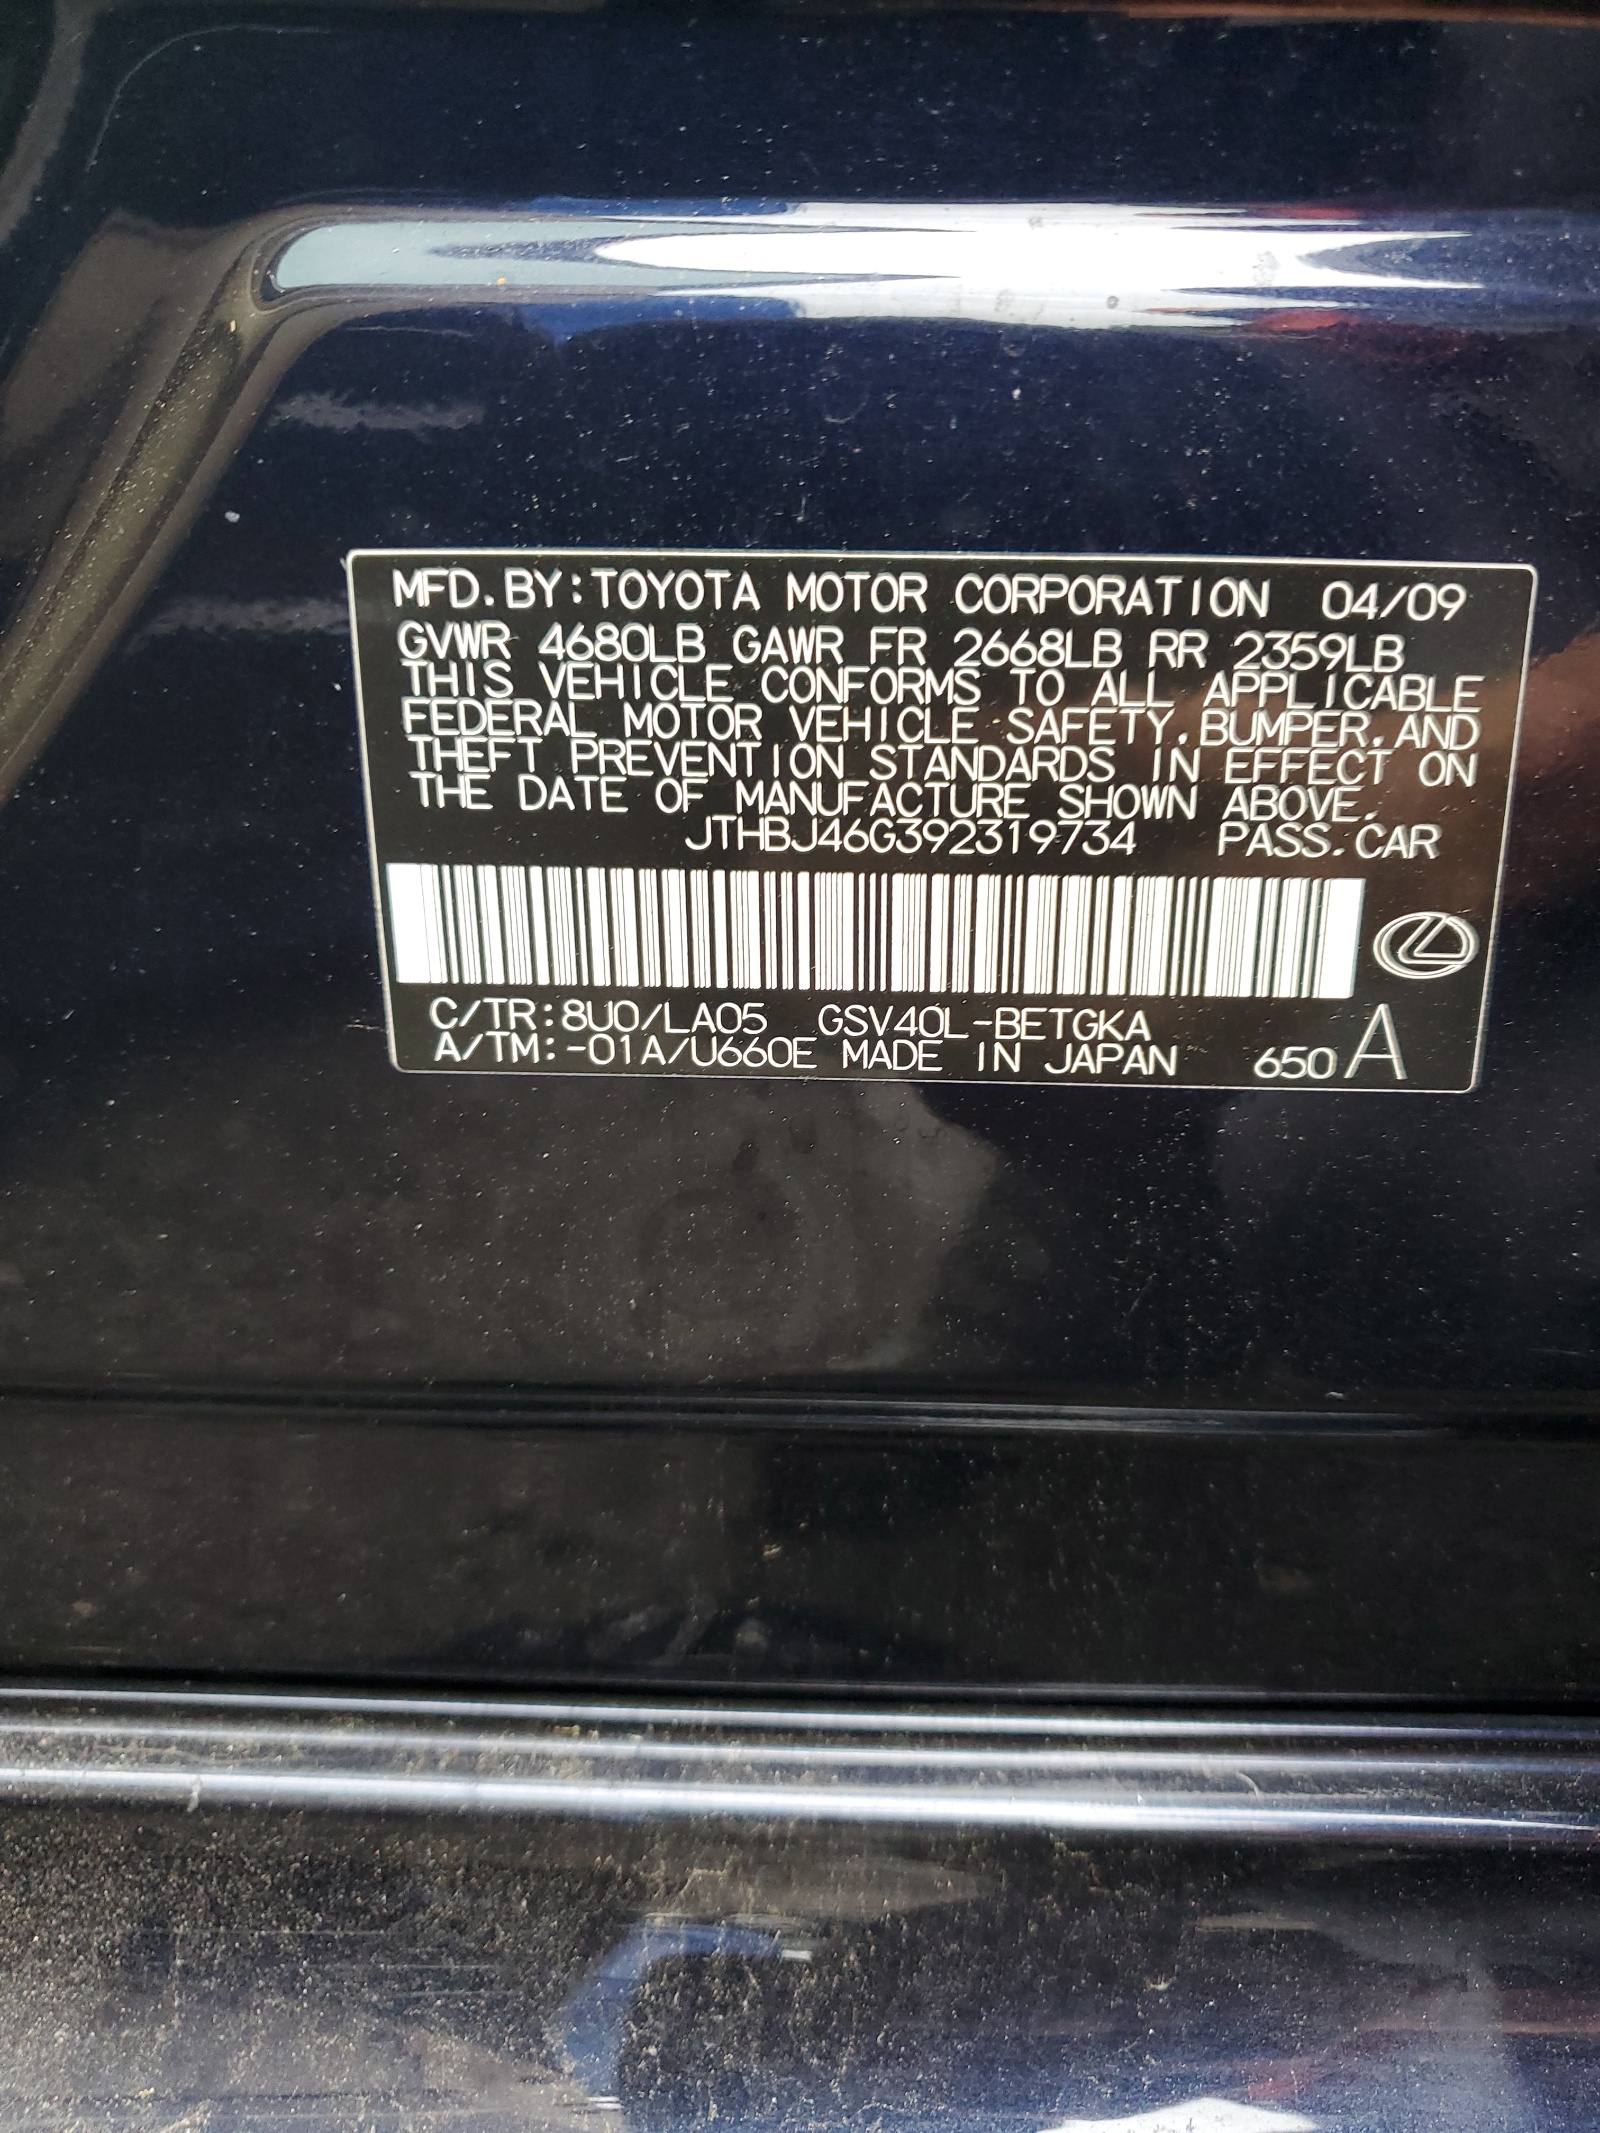 MFD. BY: TOYOTA MOTOR CORPORATION 04/09
GVWR 4680LB GAWR FR 2668LB RR 2359LB
THIS VEHICLE CONFORMS TO ALL APPLICABLE
FEDERAL MOTOR VEHICLE SAFETY, BUMPER, AND
THEFT PREVENTION STANDARDS IN EFFECT ON
THE DATE OF MANUFACTURE SHOWN ABOVE.
JTHBJ46G392319734 PASS. CAR
C/TR: 8U0/LA05 GSV40L-BETGKA
A/TM: -01A/U660E MADE IN JAPAN 650 A